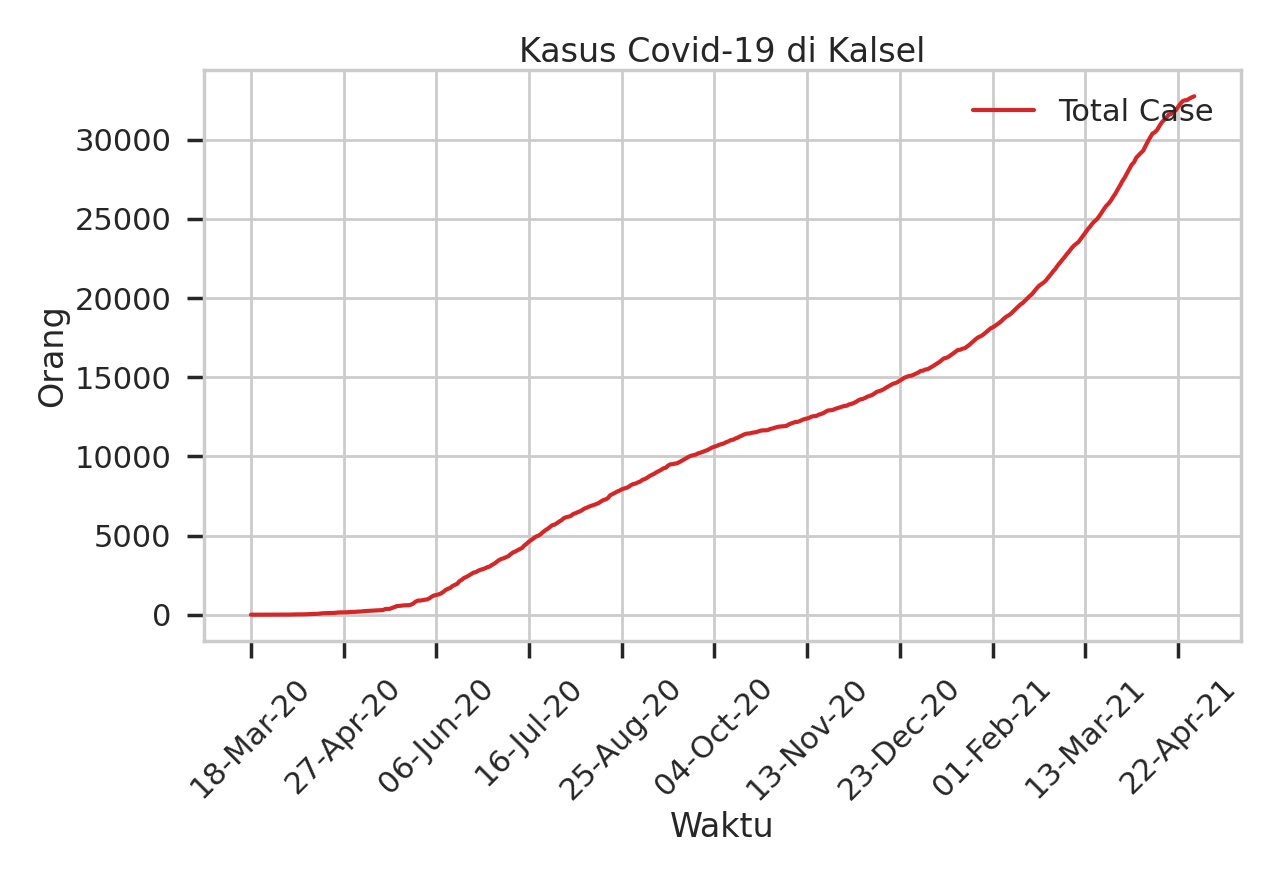 Kasus Covid-19 di Kalsel
Total Case
Orang
30000
25000
20000
15000
10000
5000
0
18-Mar-20
27-Apr-20
06-Jun-20
16-Jul-20
25-Aug-20
04-Oct-20
13-Nov-20
23-Dec-20
01-Feb-21
13-Mar-21
22-Apr-21
Waktu